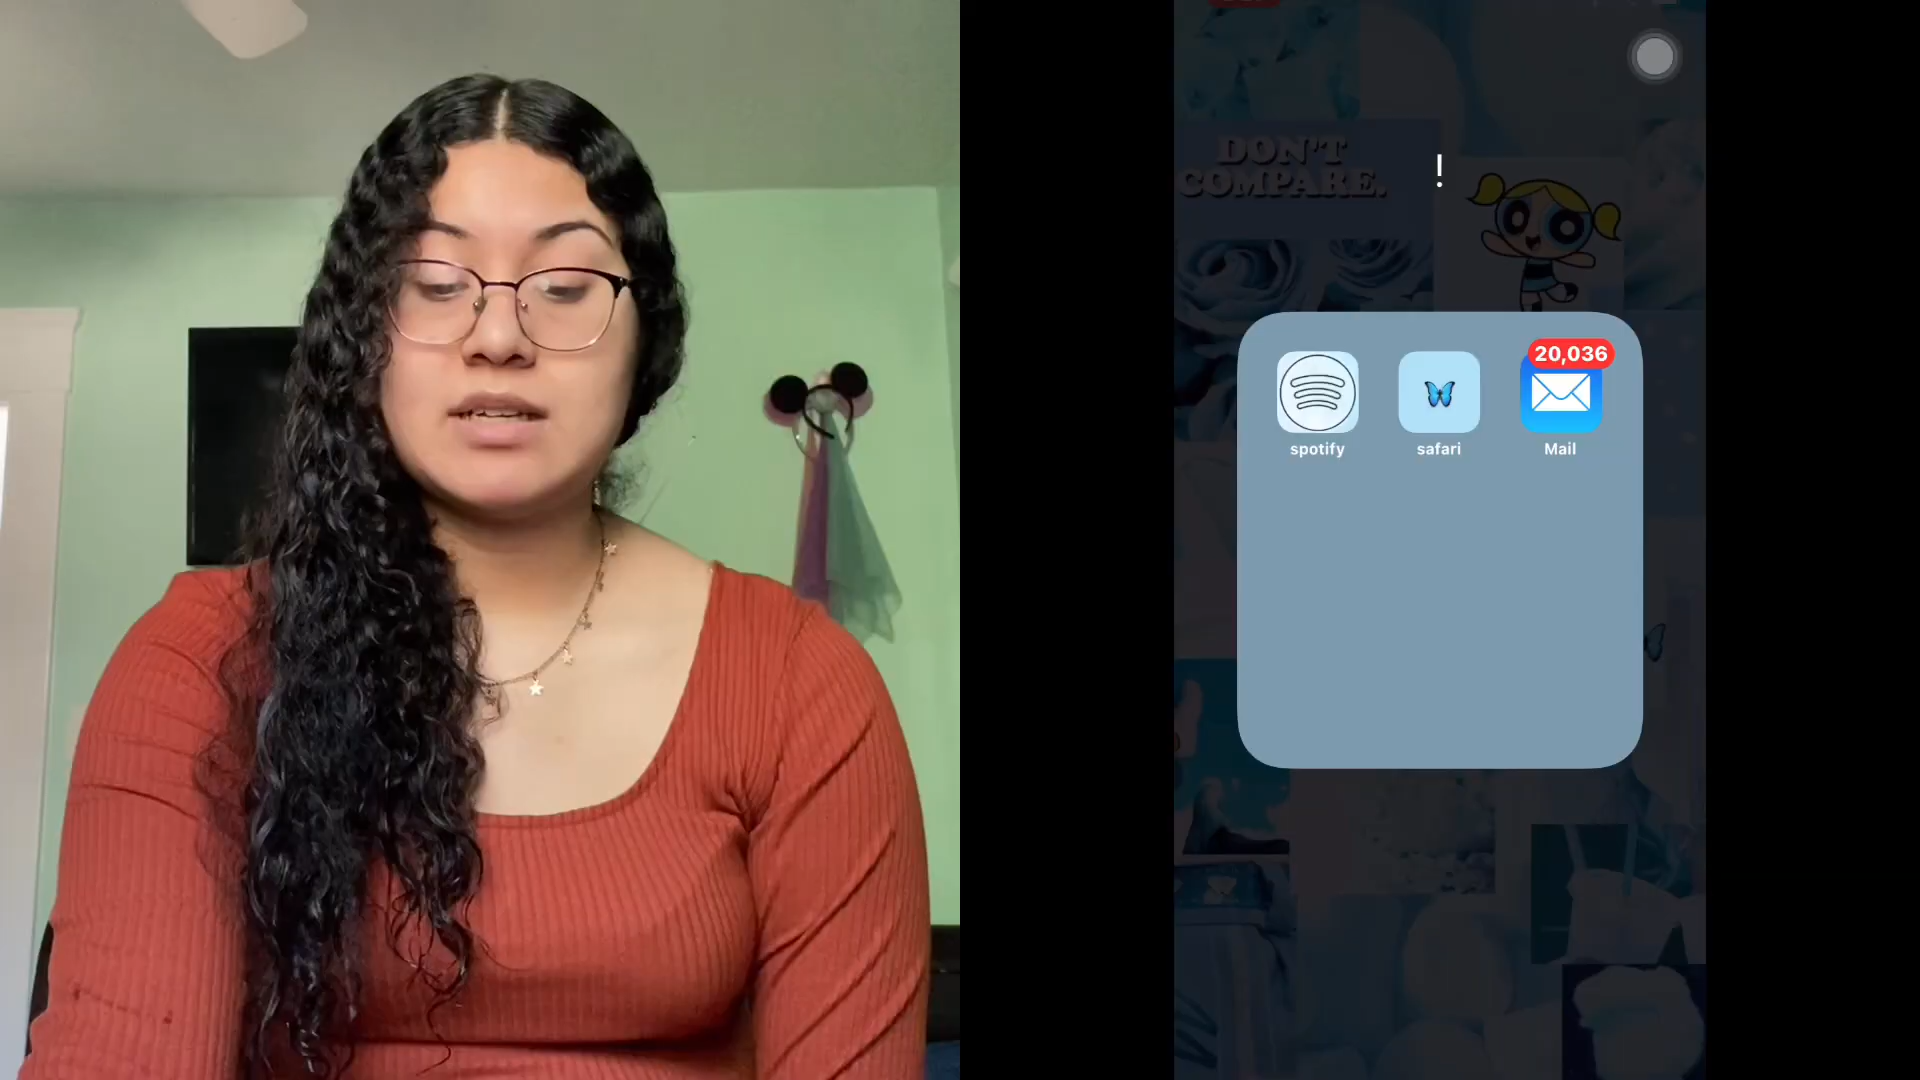 DON'T
COMPARE.
!
20,036
spotify
safari
Mail